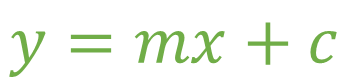 y = mx + c